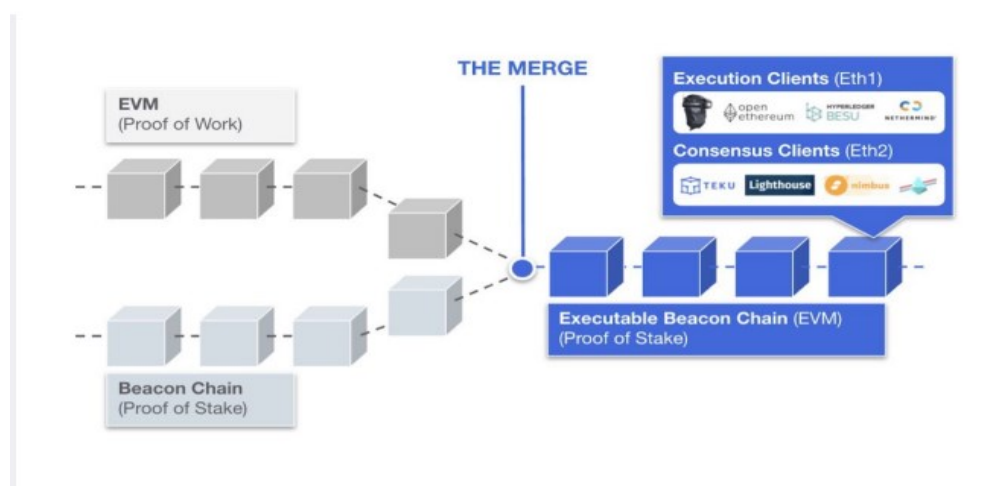 THE MERGE
EVM
(Proof of Work)
Execution Clients (Eth1)
open
ethereum
HYPERLEDGER
BESU
NETHERMIND
Consensus Clients (Eth2)
TEKU
Lighthouse
nimbus
Executable Beacon Chain (EVM)
(Proof of Stake)
Beacon Chain
(Proof of Stake)